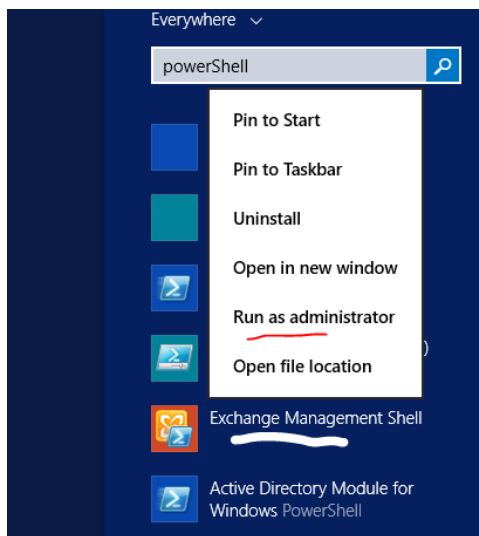 Everywhere
powerShell
Pin to Start
Pin to Taskbar
Uninstall
Open in new window
Run as administrator
)
Open file location
Exchange Management Shell
Active Directory Module for
Windows PowerShell